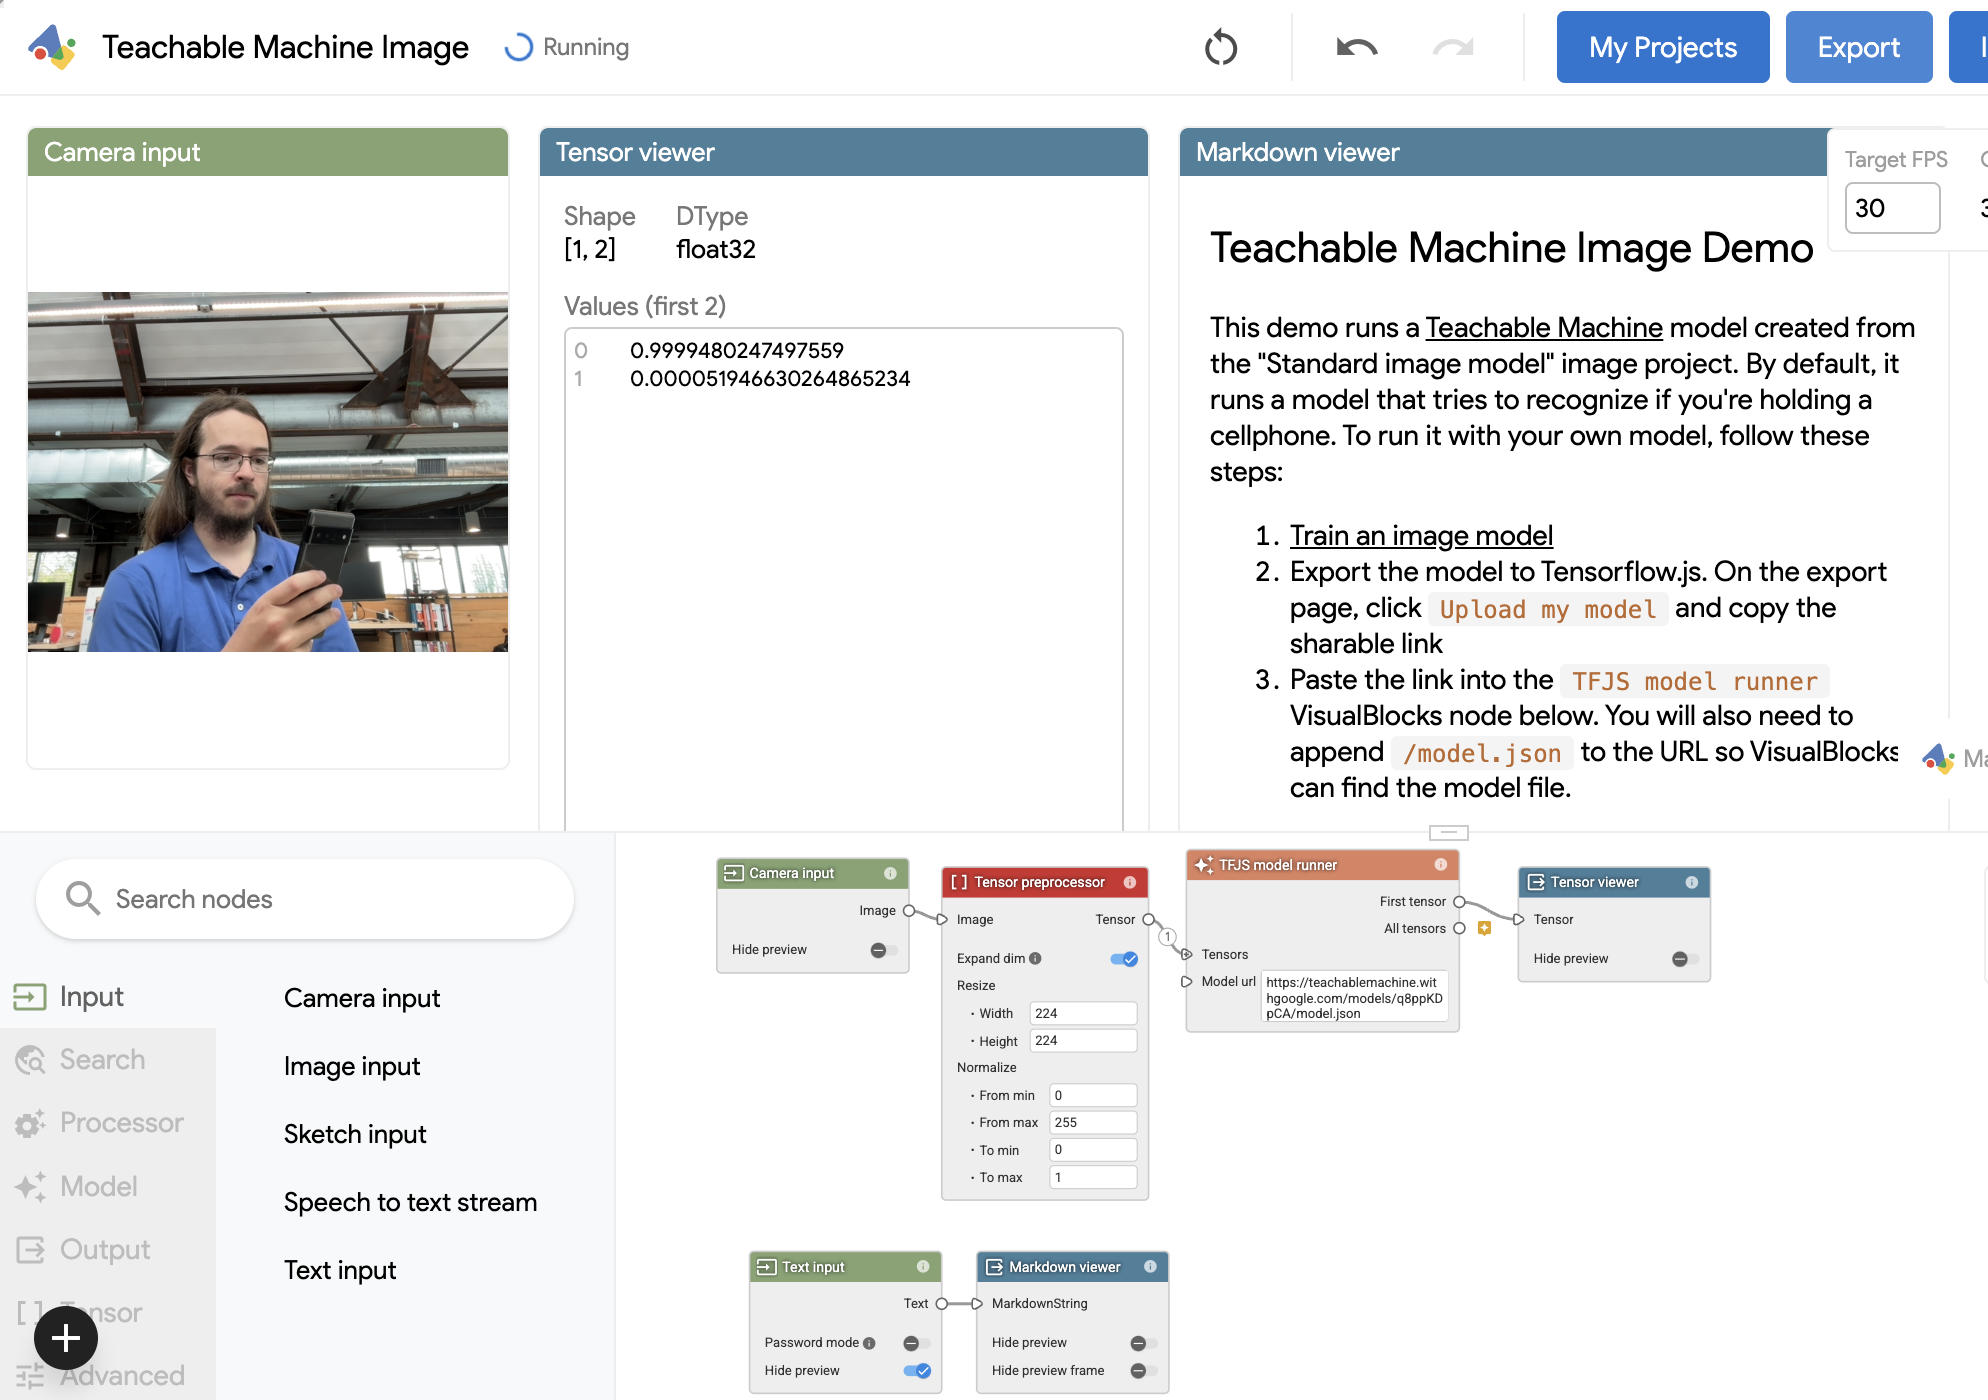 Teachable Machine Image
Running
My Projects
Export
Camera input
Tensor viewer
Shape DType
[1, 2] float32
Values (first 2)
0 0.9999480247497559
1 0.000051946630264865234
Markdown viewer
Target FPS
30
Teachable Machine Image Demo
This demo runs a Teachable Machine model created from
the "Standard image model" image project. By default, it
runs a model that tries to recognize if you're holding a
cellphone. To run it with your own model, follow these
steps:
1. Train an image model
2. Export the model to Tensorflow.js. On the export
page, click Upload my model and copy the
sharable link
3. Paste the link into the TFJS model runner
VisualBlocks node below. You will also need to
append /model.json to the URL so VisualBlocks
can find the model file.
Search nodes
Input
Search
Processor
Model
Output
Advanced
Camera input
Image input
Sketch input
Speech to text stream
Text input
Camera input
Image
Hide preview
[ ] Tensor preprocessor
Image Tensor
Expand dim
Resize
· Width 224
· Height 224
Normalize
· From min 0
· From max 255
· To min 0
· To max 1
1
TFJS model runner
First tensor
All tensors
Tensors
Model url https://teachablemachine.wit
hgoogle.com/models/q8ppKD
pCA/model.json
Tensor viewer
Tensor
Hide preview
Text input
Text
Password mode
Hide preview
Markdown viewer
MarkdownString
Hide preview
Hide preview frame